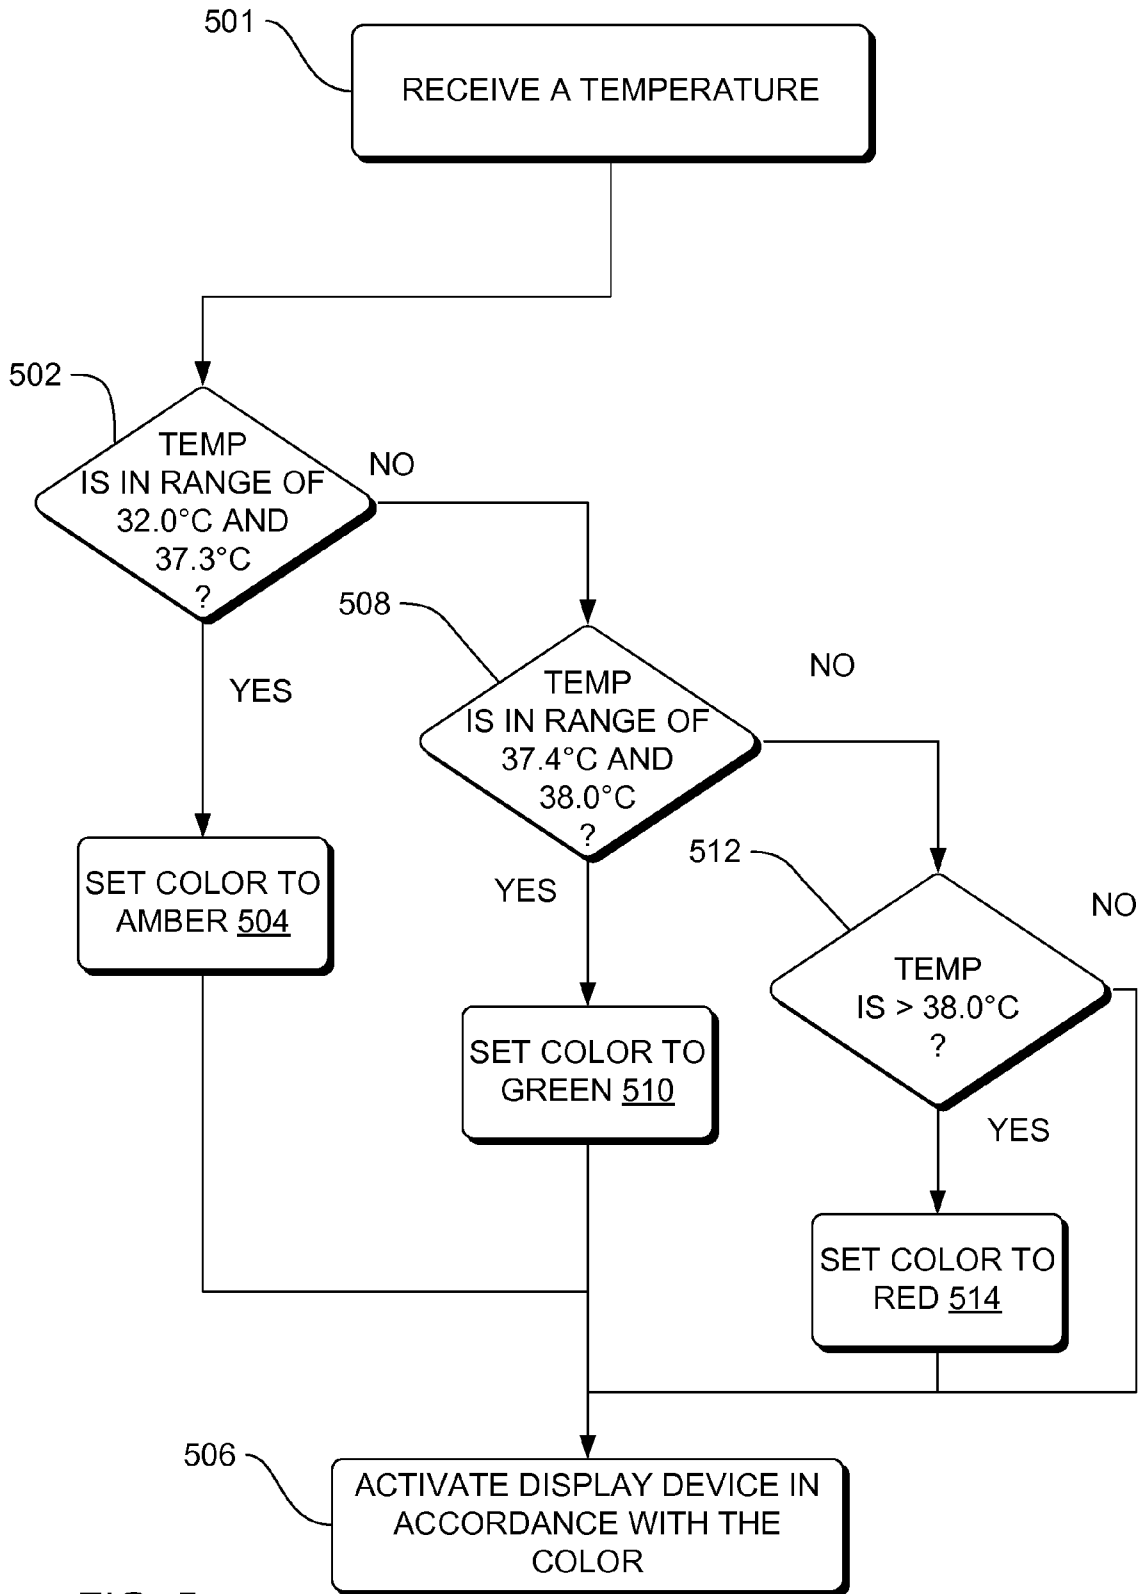 501
RECEIVE A TEMPERATURE
502
TEMP
IS IN RANGE OF
32.0°C AND
37.3°C
?
NO
YES
508
TEMP
IS IN RANGE OF
37.4°C AND
38.0°C
?
NO
YES
512
TEMP
IS > 38.0°C
?
NO
YES
SET COLOR TO
AMBER 504
SET COLOR TO
GREEN 510
SET COLOR TO
RED 514
506
ACTIVATE DISPLAY DEVICE IN
ACCORDANCE WITH THE
COLOR